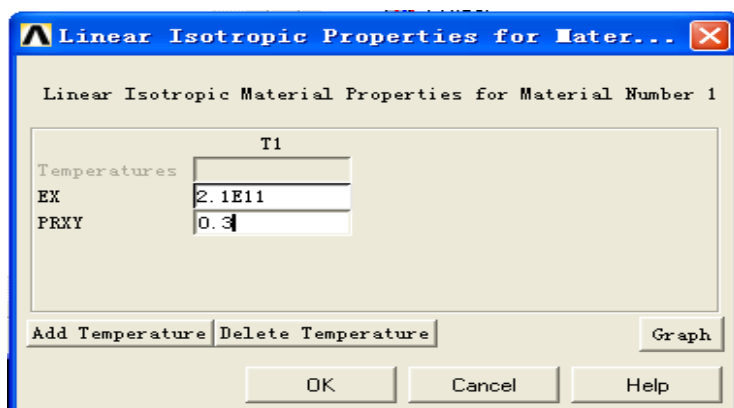 Linear Isotropic Properties for Mater...
Linear Isotropic Material Properties for Material Number 1
T1
Temperatures
EX 2.1E11
PRXY 0.3
Add Temperature Delete Temperature Graph
OK Cancel Help